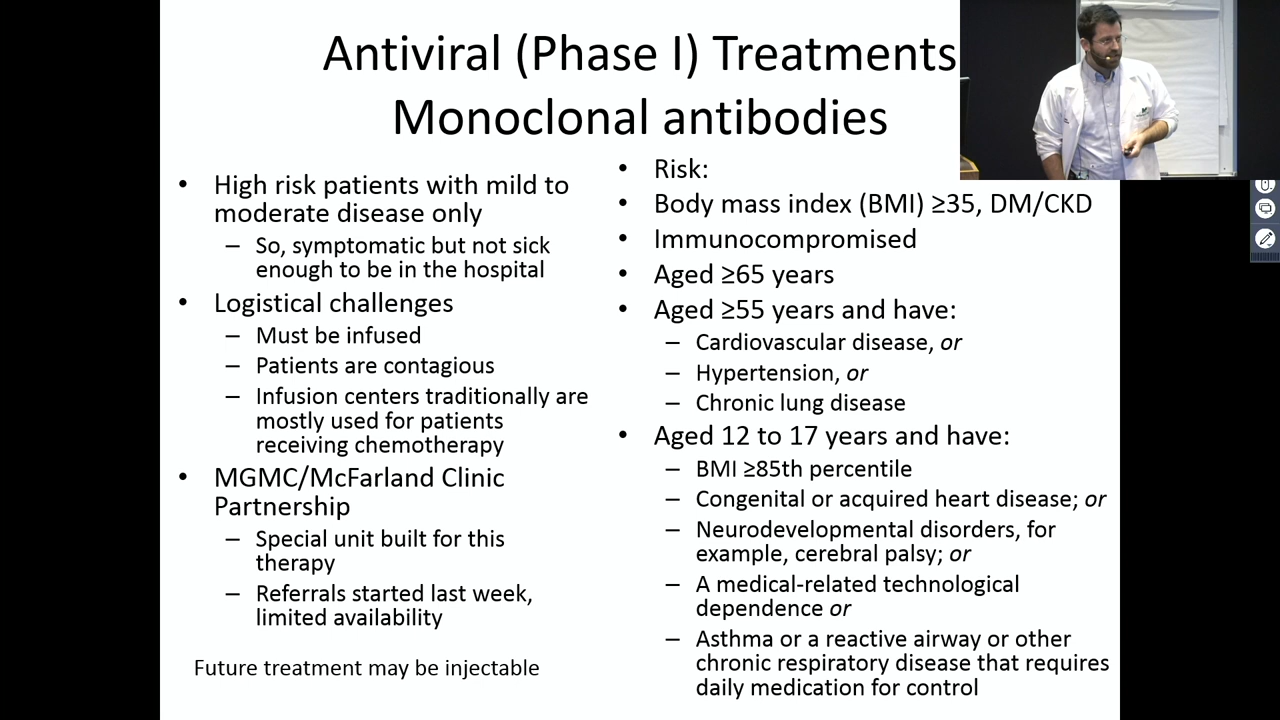 Antiviral (Phase I) Treatments
Monoclonal antibodies
• High risk patients with mild to
moderate disease only
– So, symptomatic but not sick
enough to be in the hospital
• Logistical challenges
– Must be infused
– Patients are contagious
– Infusion centers traditionally are
mostly used for patients
receiving chemotherapy
• MGMC/McFarland Clinic
Partnership
– Special unit built for this
therapy
– Referrals started last week,
limited availability
Future treatment may be injectable
• Risk:
• Body mass index (BMI) ≥35, DM/CKD
• Immunocompromised
• Aged ≥65 years
• Aged ≥55 years and have:
– Cardiovascular disease, or
– Hypertension, or
– Chronic lung disease
• Aged 12 to 17 years and have:
– BMI ≥85th percentile
– Congenital or acquired heart disease; or
– Neurodevelopmental disorders, for
example, cerebral palsy; or
– A medical-related technological
dependence or
– Asthma or a reactive airway or other
chronic respiratory disease that requires
daily medication for control